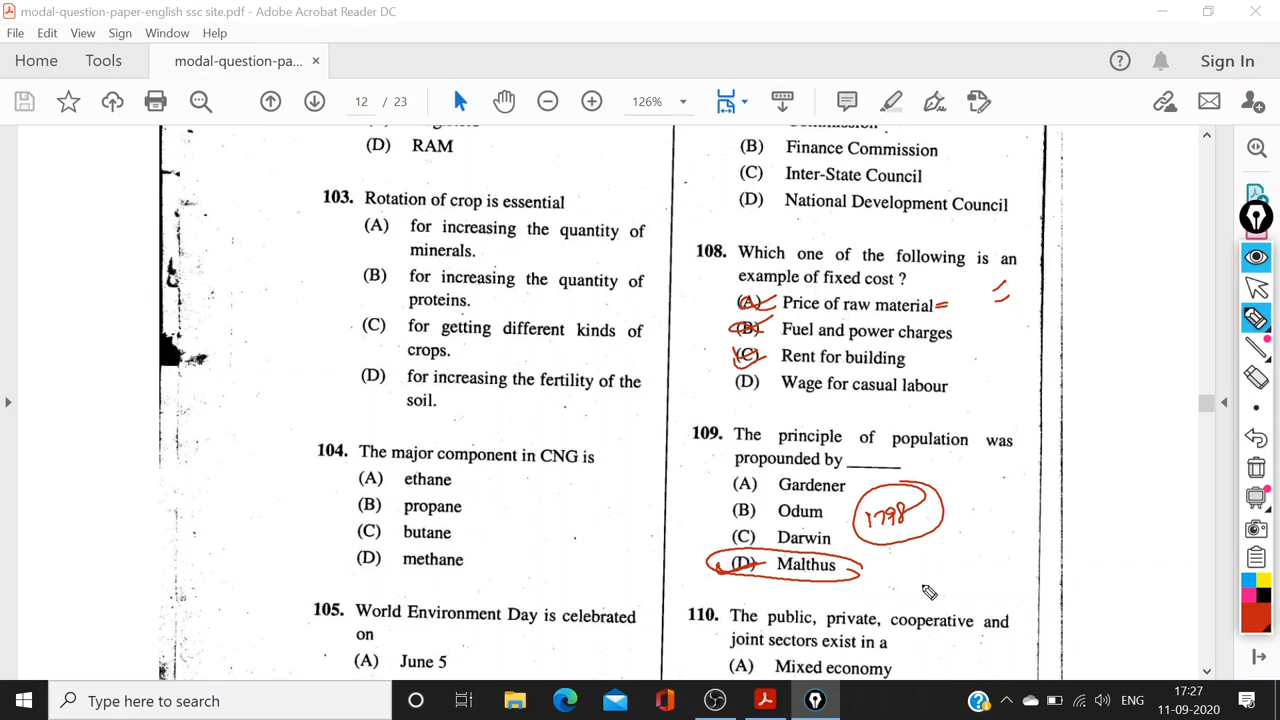 modal-question-paper-english ssc site.pdf - Adobe Acrobat Reader DC
File Edit View Sign Window Help
Home Tools modal-question-pa... × Sign In
12 / 23 126%
(D) RAM
103. Rotation of crop is essential
(A) for increasing the quantity of
minerals.
(B) for increasing the quantity of
proteins.
(C) for getting different kinds of
crops.
(D) for increasing the fertility of the
soil.
104. The major component in CNG is
(A) ethane
(B) propane
(C) butane
(D) methane
105. World Environment Day is celebrated
on
(A) June 5
Commission
(B) Finance Commission
(C) Inter-State Council
(D) National Development Council
108. Which one of the following is an
example of fixed cost ?
(A) Price of raw material
(B) Fuel and power charges
(C) Rent for building
(D) Wage for casual labour
109. The principle of population was
propounded by ______
(A) Gardener
(B) Odum
(C) Darwin
(D) Malthus
1798
110. The public, private, cooperative and
joint sectors exist in a
(A) Mixed economy
Type here to search
ENG
17:27
11-09-2020